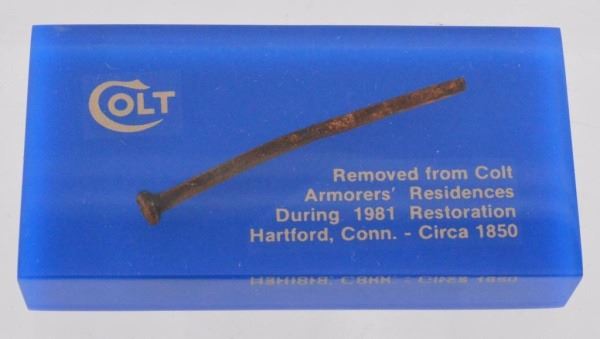 COLT
Removed from Colt
Armorers' Residences
During 1981 Restoration
Hartford, Conn. - Circa 1850